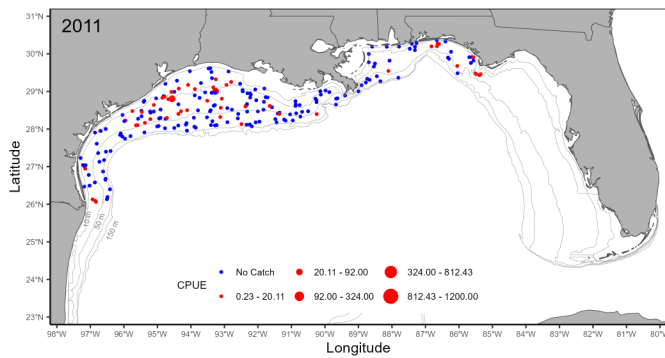 2011
31°N
30°N
29°N
28°N
27°N
26°N
25°N
24°N
23°N
Latitude
10 m
50 m
150 m
CPUE
No Catch
20.11 - 92.00
324.00 - 812.43
0.23 - 20.11
92.00 - 324.00
812.43 - 1200.00
98°W 97°W 96°W 95°W 94°W 93°W 92°W 91°W 90°W 89°W 88°W 87°W 86°W 85°W 84°W 83°W 82°W 81°W 80°W
Longitude